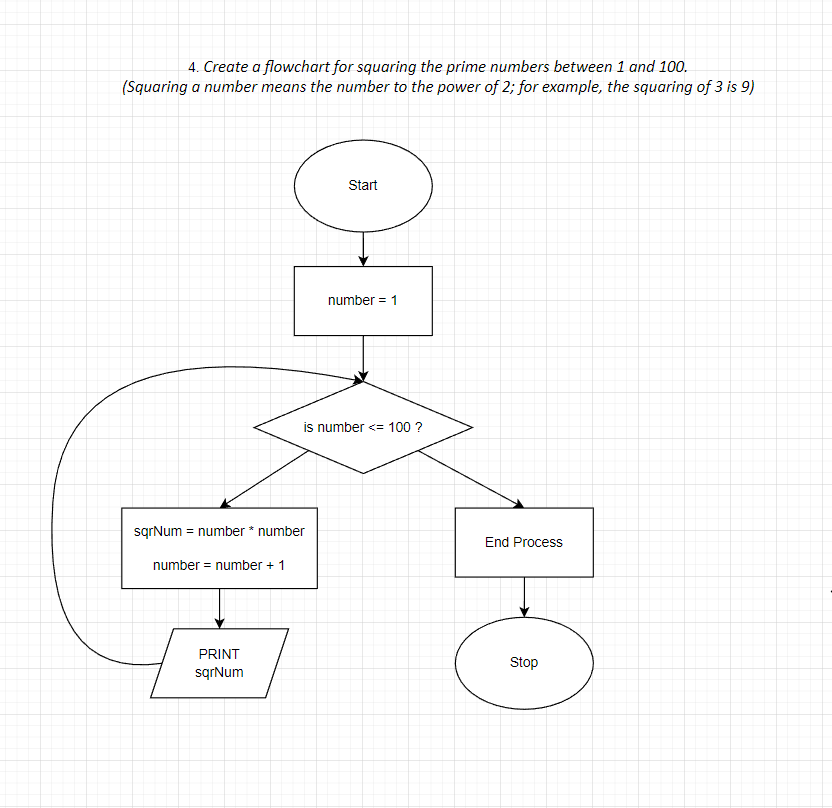 4. Create a flowchart for squaring the prime numbers between 1 and 100.
(Squaring a number means the number to the power of 2; for example, the squaring of 3 is 9)
Start
number = 1
is number <= 100 ?
sqrNum = number * number
number = number + 1
End Process
PRINT
sqrNum
Stop